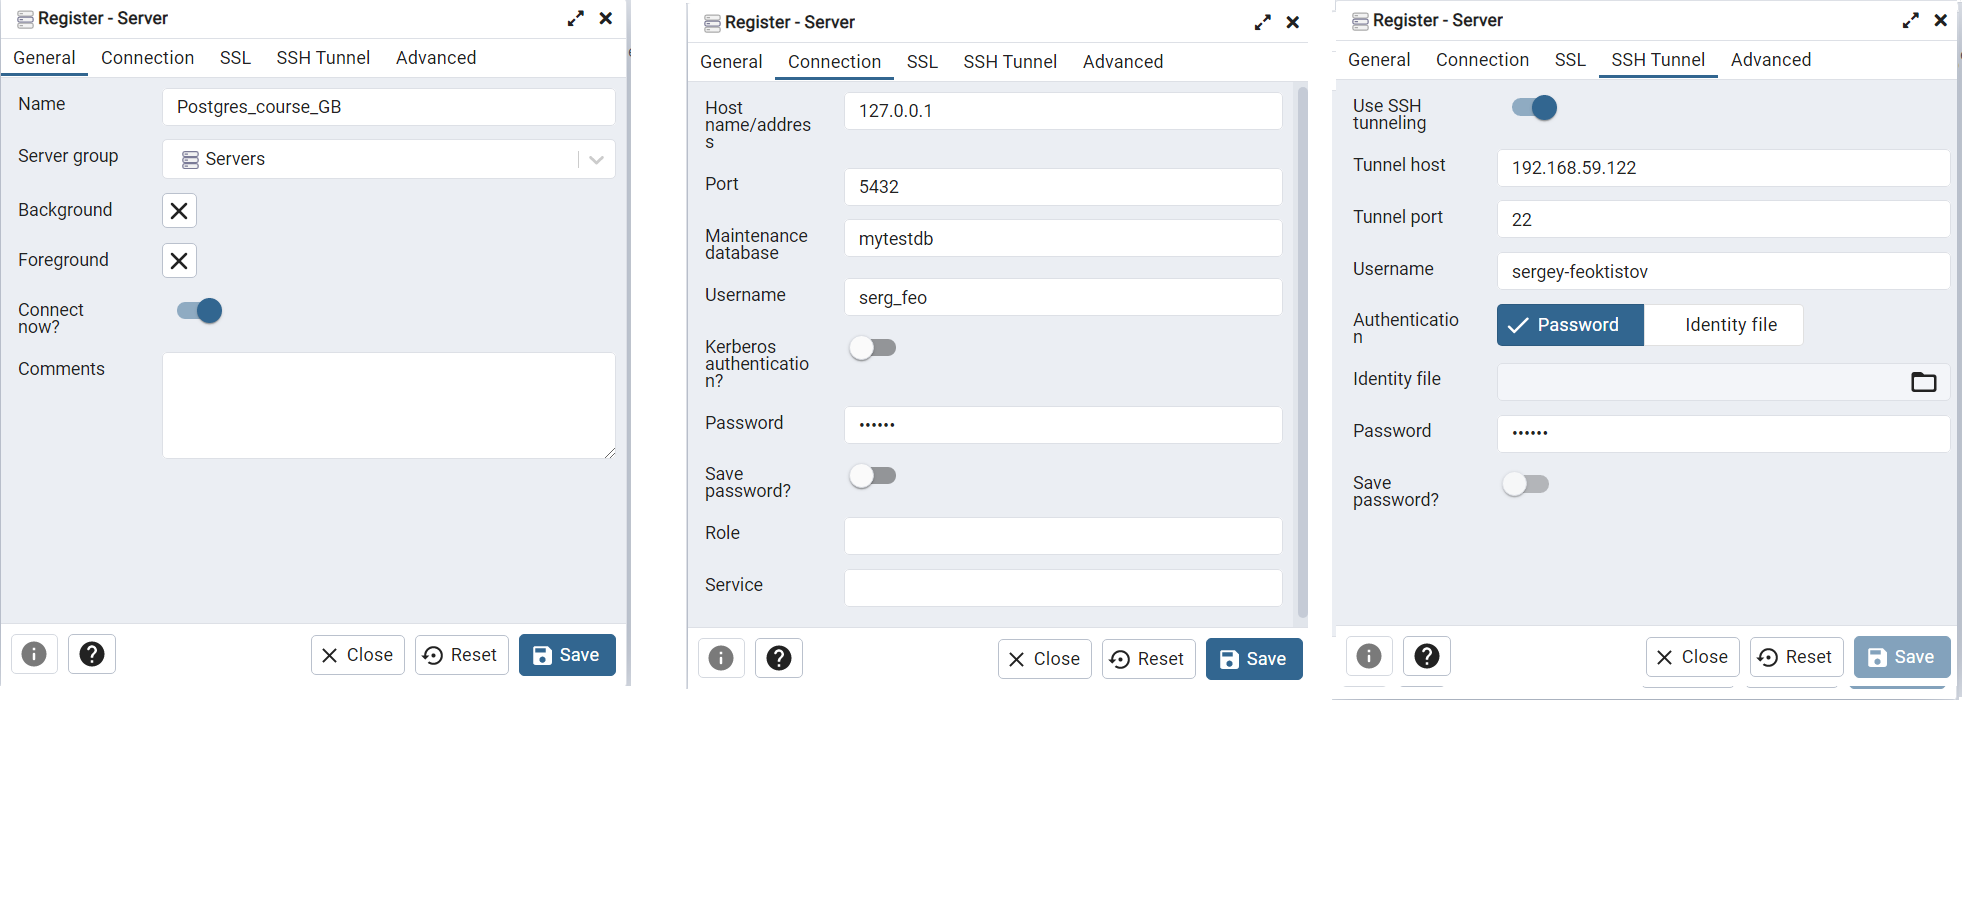 Register - Server
General Connection SSL SSH Tunnel Advanced
Name Postgres_course_GB
Server group Servers
Background
Foreground
Connect
now?
Comments
Close Reset Save
Register - Server
General Connection SSL SSH Tunnel Advanced
Host
name/addres
s
127.0.0.1
Port 5432
Maintenance
database
mytestdb
Username serg_feo
Kerberos
authenticatio
n?
Password ••••••
Save
password?
Role
Service
Close Reset Save
Register - Server
General Connection SSL SSH Tunnel Advanced
Use SSH
tunneling
Tunnel host 192.168.59.122
Tunnel port 22
Username sergey-feoktistov
Authenticatio
n
Password Identity file
Identity file
Password ••••••
Save
password?
Close Reset Save